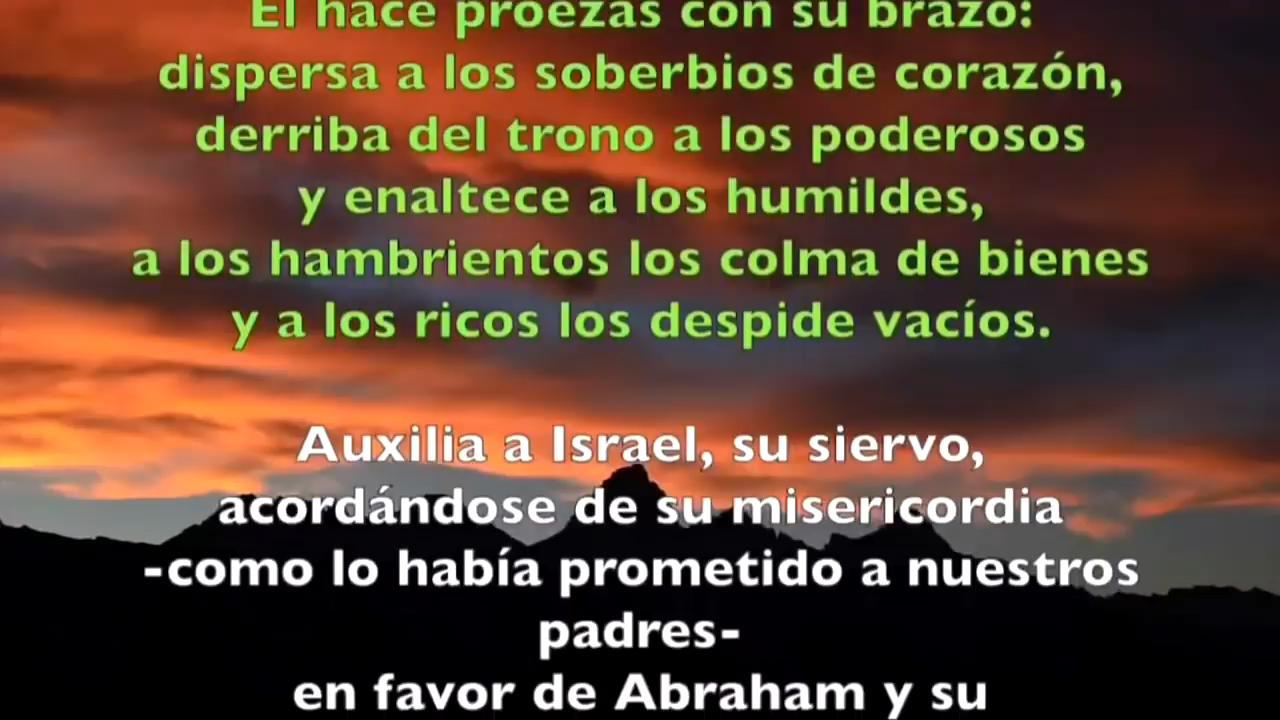 El hace proezas con su brazo:
dispersa a los soberbios de corazón,
derriba del trono a los poderosos
y enaltece a los humildes,
a los hambrientos los colma de bienes
y a los ricos los despide vacíos.
Auxilia a Israel, su siervo,
acordándose de su misericordia
-como lo había prometido a nuestros
padres-
en favor de Abraham y su